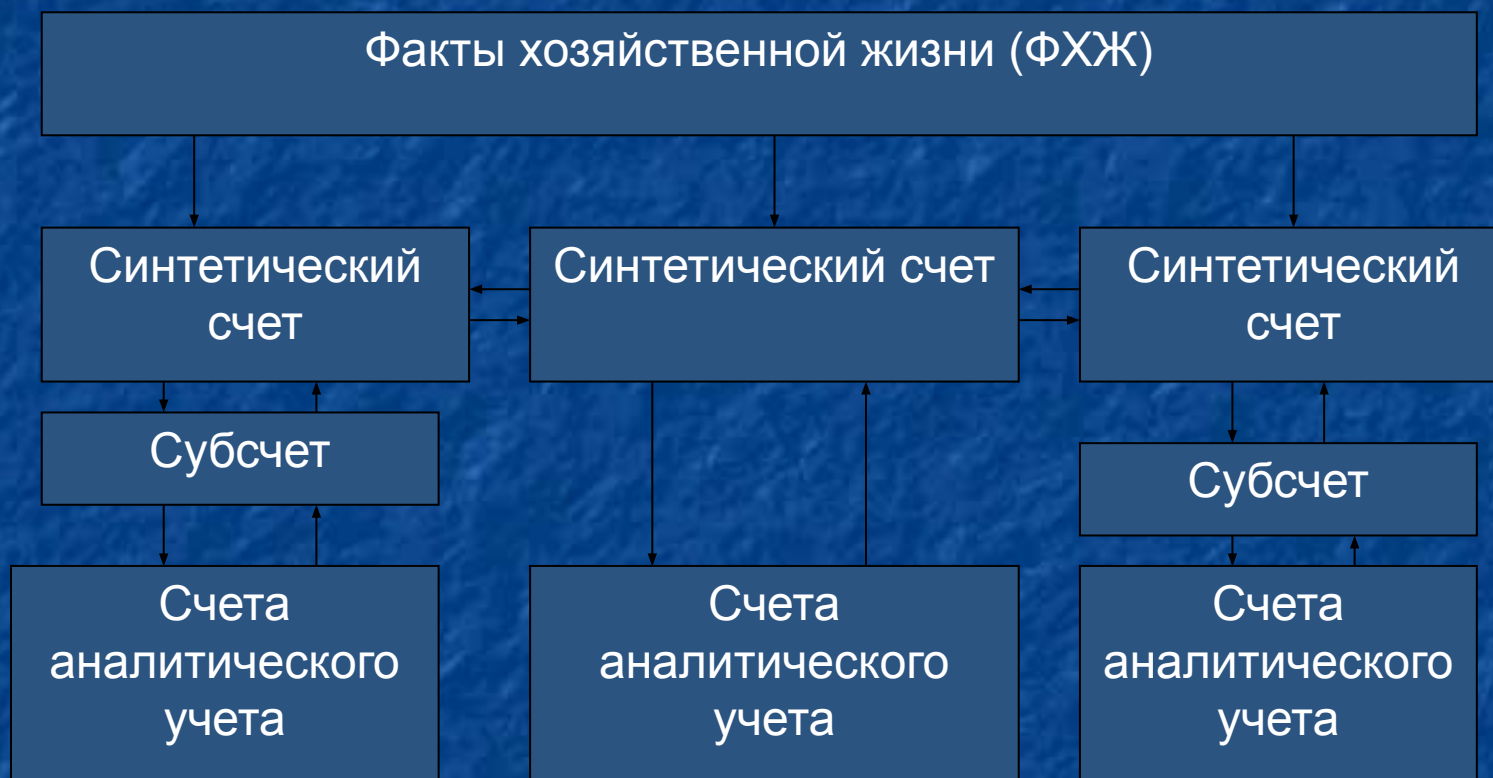 Факты хозяйственной жизни (ФХЖ)
Синтетический
счет
Синтетический счет
Синтетический
счет
Субсчет
Субсчет
Счета
аналитического
учета
Счета
аналитического
учета
Счета
аналитического
учета